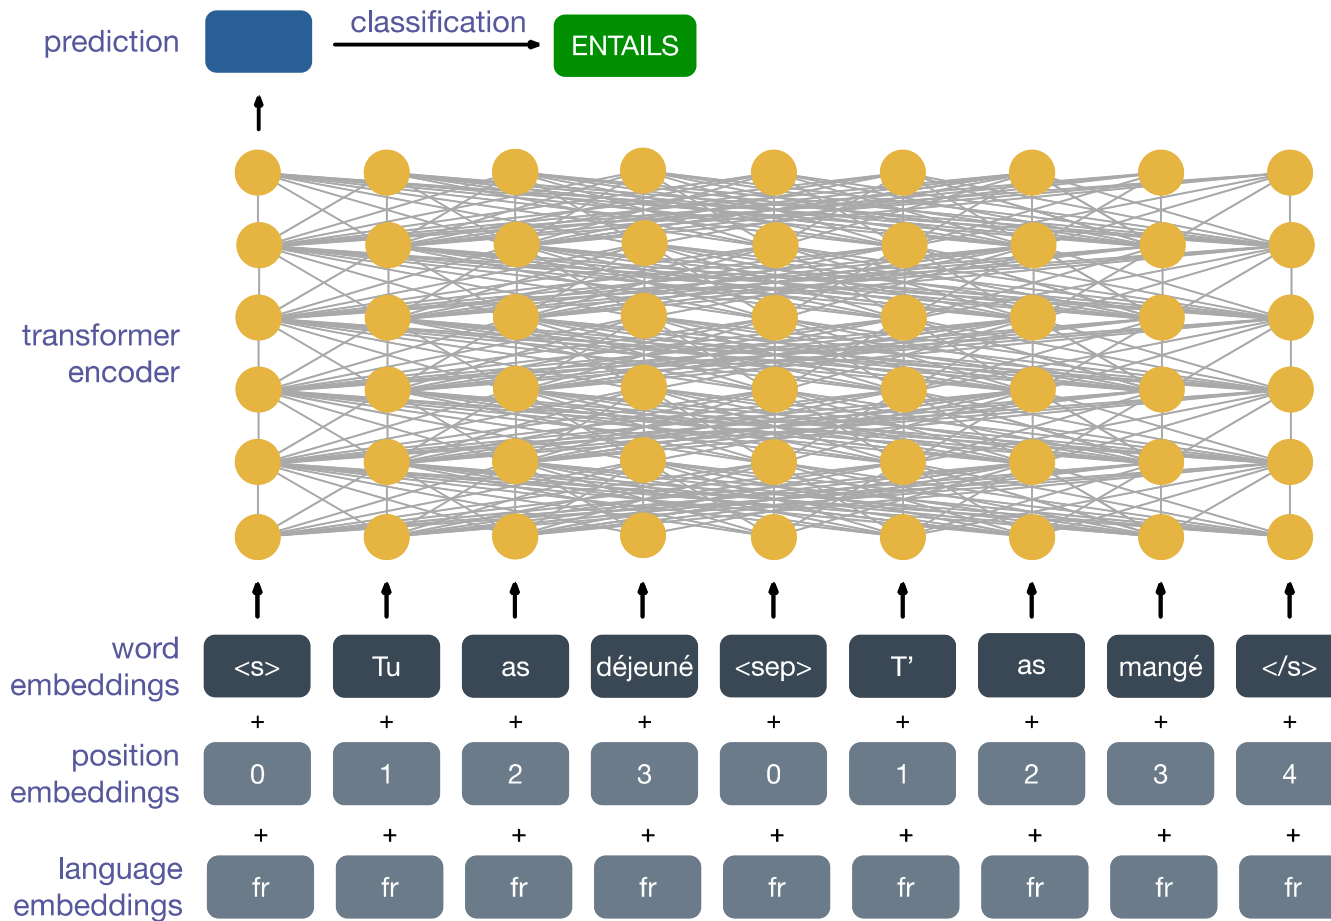 prediction
classification
ENTAILS
transformer
encoder
word
embeddings
<s> Tu as déjeuné <sep> T’ as mangé </s>
+ + + + + + + + +
position
embeddings
0 1 2 3 0 1 2 3 4
+ + + + + + + + +
language
embeddings
fr fr fr fr fr fr fr fr fr